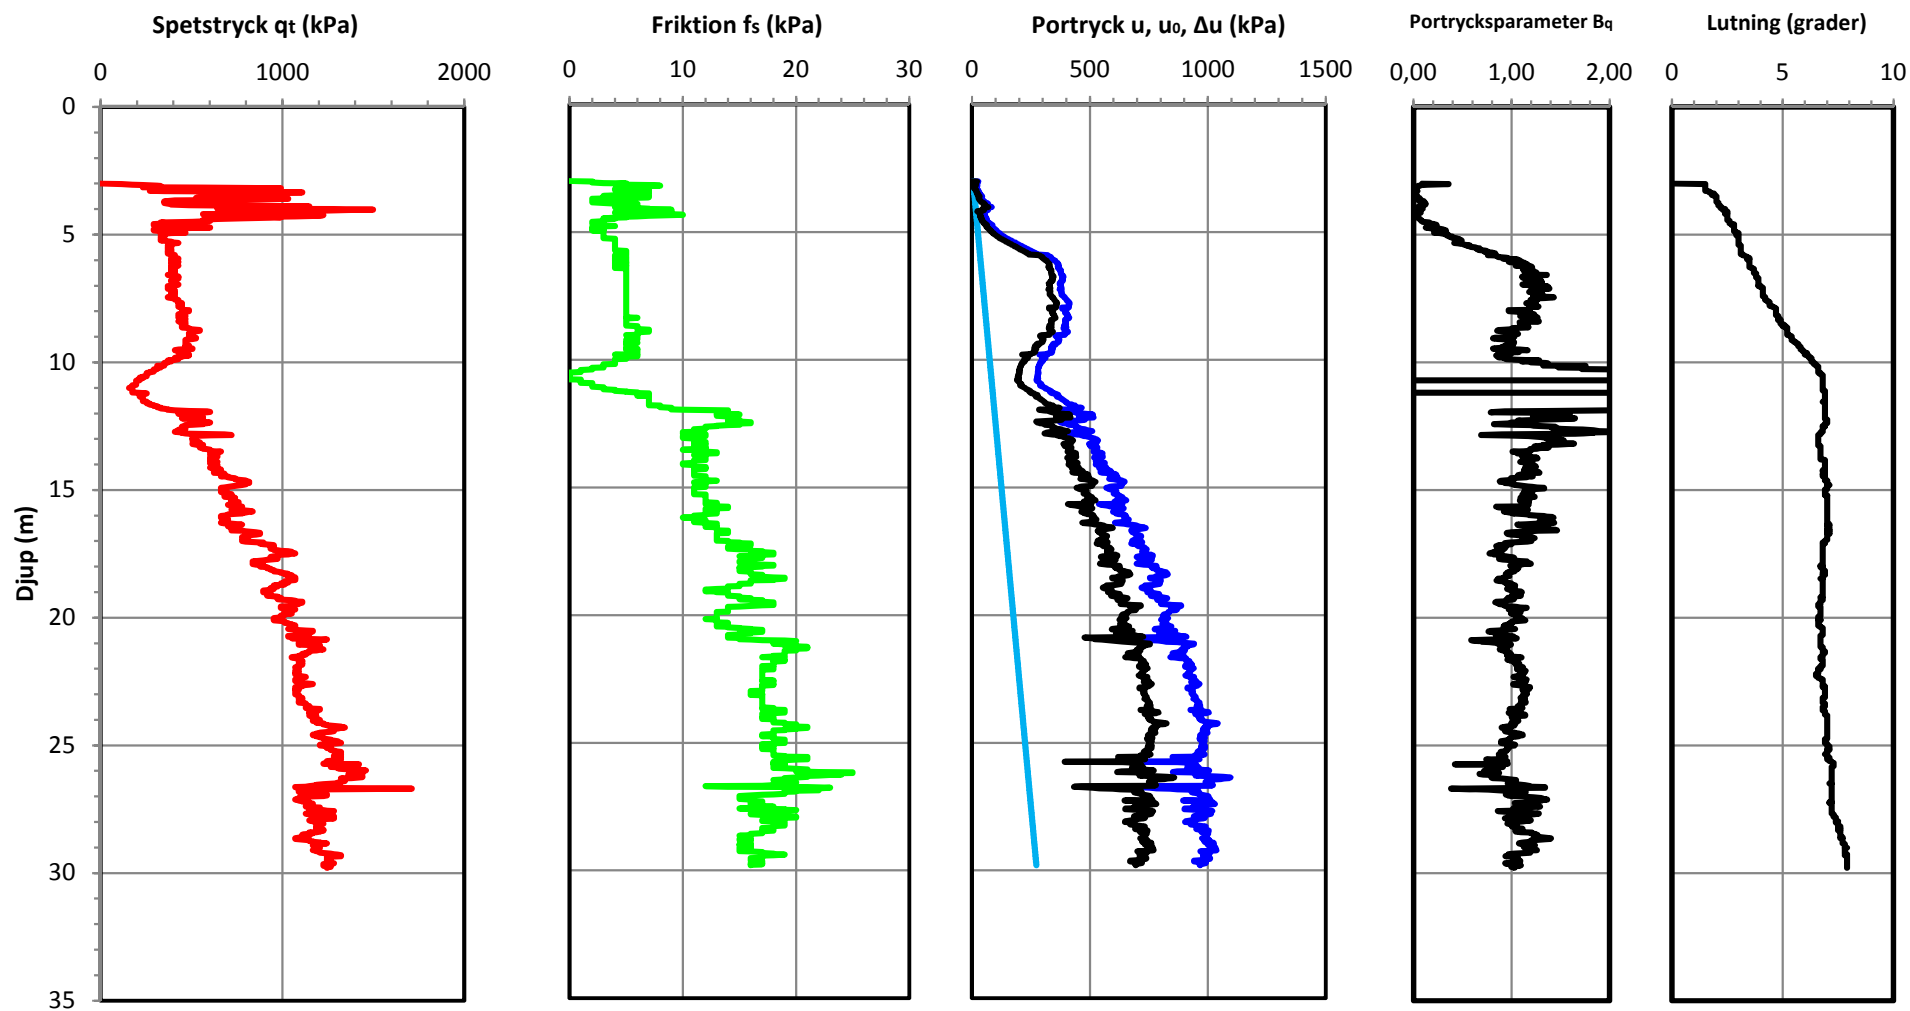 Spetstryck qt (kPa)
Friktion fs (kPa)
Portryck u, u₀, Δu (kPa)
Portrycksparameter Bq
Lutning (grader)
0 1000 2000
0 10 20 30
0 500 1000 1500
0,00 1,00 2,00
0 5 10
Djup (m)
0
5
10
15
20
25
30
35